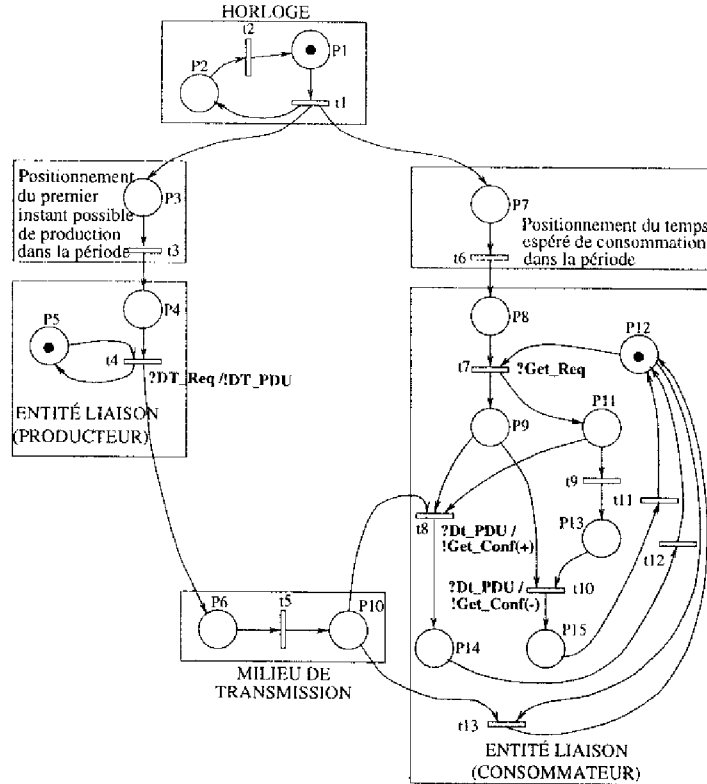 HORLOGE
t2
P1
P2
t1
Positionnement
du premier
instant possible
de production
dans la période
P3
t3
P7
Positionnement du temps
espéré de consommation
dans la période
t6
P4
P5
t4
?DT_Req /!DT_PDU
ENTITÉ LIAISON
(PRODUCTEUR)
P8
P12
t7
?Get_Req
P9
P11
t9
t8
t11
?Dt_PDU /
!Get_Conf(+)
P13
t12
?Dt_PDU /
!Get_Conf(-)
t10
P6
t5
P10
P14
P15
MILIEU DE
TRANSMISSION
t13
ENTITÉ LIAISON
(CONSOMMATEUR)